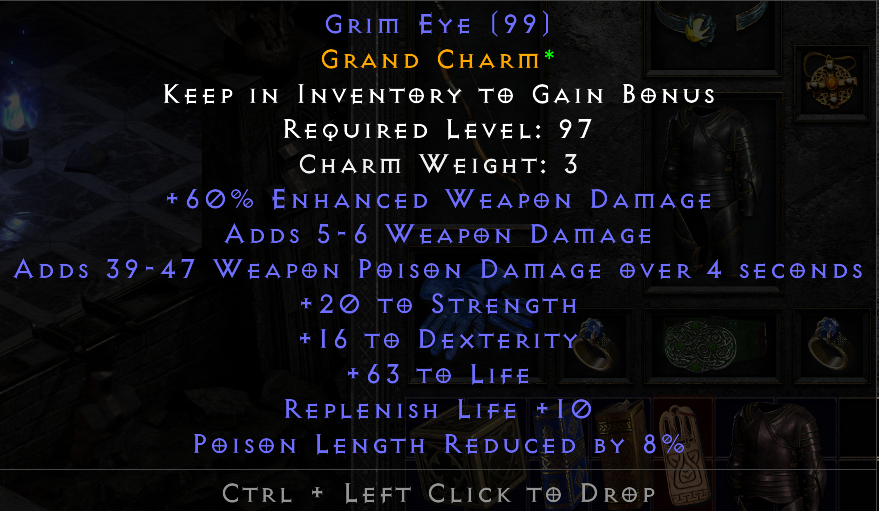 Grim Eye (99)
Grand Charm*
Keep in Inventory to Gain Bonus
Required Level: 97
Charm Weight: 3
+60% Enhanced Weapon Damage
Adds 5-6 Weapon Damage
Adds 39-47 Weapon Poison Damage over 4 seconds
+20 to Strength
+16 to Dexterity
+63 to Life
Replenish Life +10
Poison Length Reduced by 8%
Ctrl + Left Click to Drop